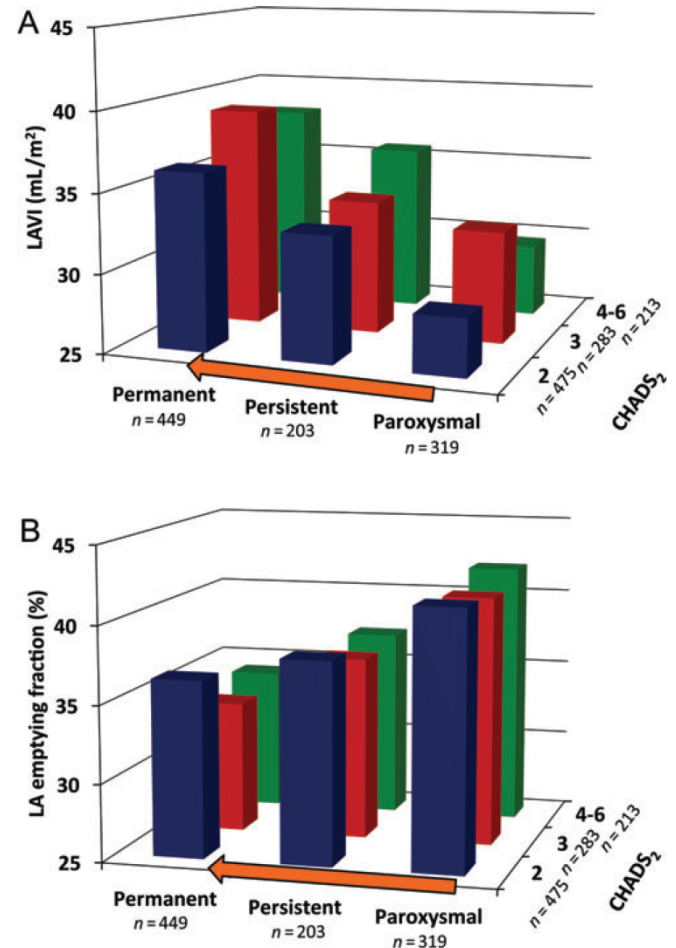 A
45
40
35
30
25
LAVI (mL/m²)
Permanent
n = 449
Persistent
n = 203
Paroxysmal
n = 319
2
n = 475
3
n = 283
4-6
n = 213
CHADS₂
B
45
40
35
30
25
LA emptying fraction (%)
Permanent
n = 449
Persistent
n = 203
Paroxysmal
n = 319
2
n = 475
3
n = 283
4-6
n = 213
CHADS₂